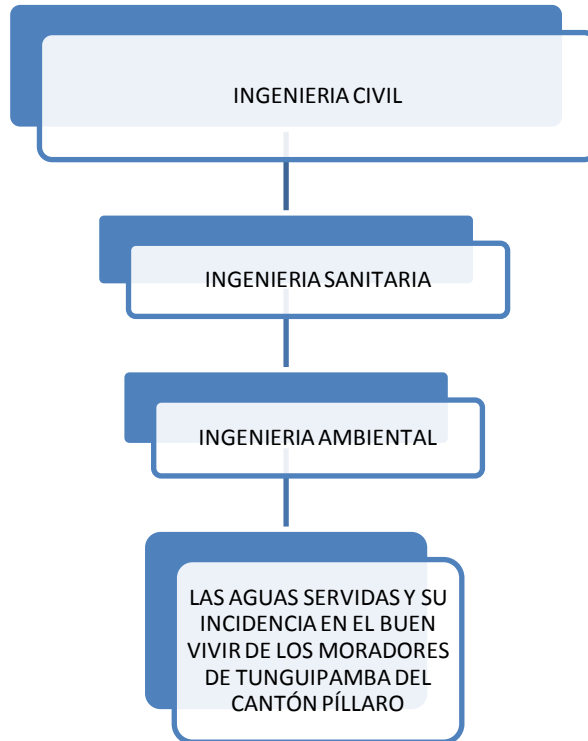 INGENIERIA CIVIL
INGENIERIA SANITARIA
INGENIERIA AMBIENTAL
LAS AGUAS SERVIDAS Y SU
INCIDENCIA EN EL BUEN
VIVIR DE LOS MORADORES
DE TUNGUIPAMBA DEL
CANTÓN PÍLLARO